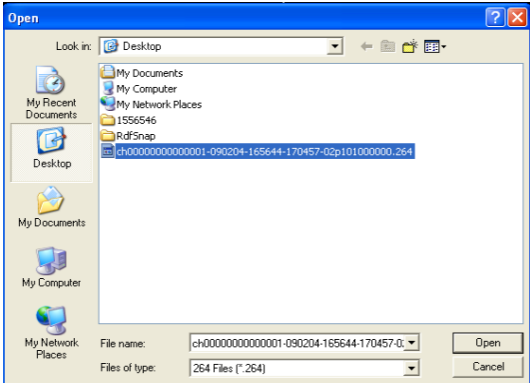 Open
Look in:
Desktop
My Recent
Documents
Desktop
My Documents
My Computer
My Network
Places
My Documents
My Computer
My Network Places
1556546
RdfSnap
ch00000000000001-090204-165644-170457-02p101000000.264
File name:
ch00000000000001-090204-165644-170457-0:
Open
Files of type:
264 Files (*.264)
Cancel